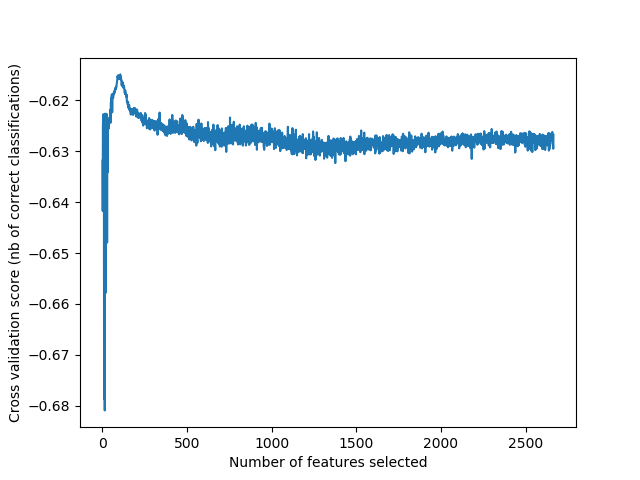 Cross validation score (nb of correct classifications)
−0.62
−0.63
−0.64
−0.65
−0.66
−0.67
−0.68
0 500 1000 1500 2000 2500
Number of features selected